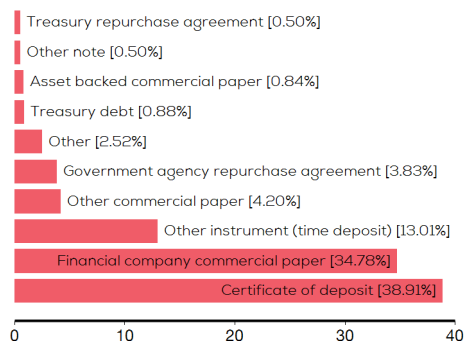 Treasury repurchase agreement [0.50%]
Other note [0.50%]
Asset backed commercial paper [0.84%]
Treasury debt [0.88%]
Other [2.52%]
Government agency repurchase agreement [3.83%]
Other commercial paper [4.20%]
Other instrument (time deposit) [13.01%]
Financial company commercial paper [34.78%]
Certificate of deposit [38.91%]
0 10 20 30 40